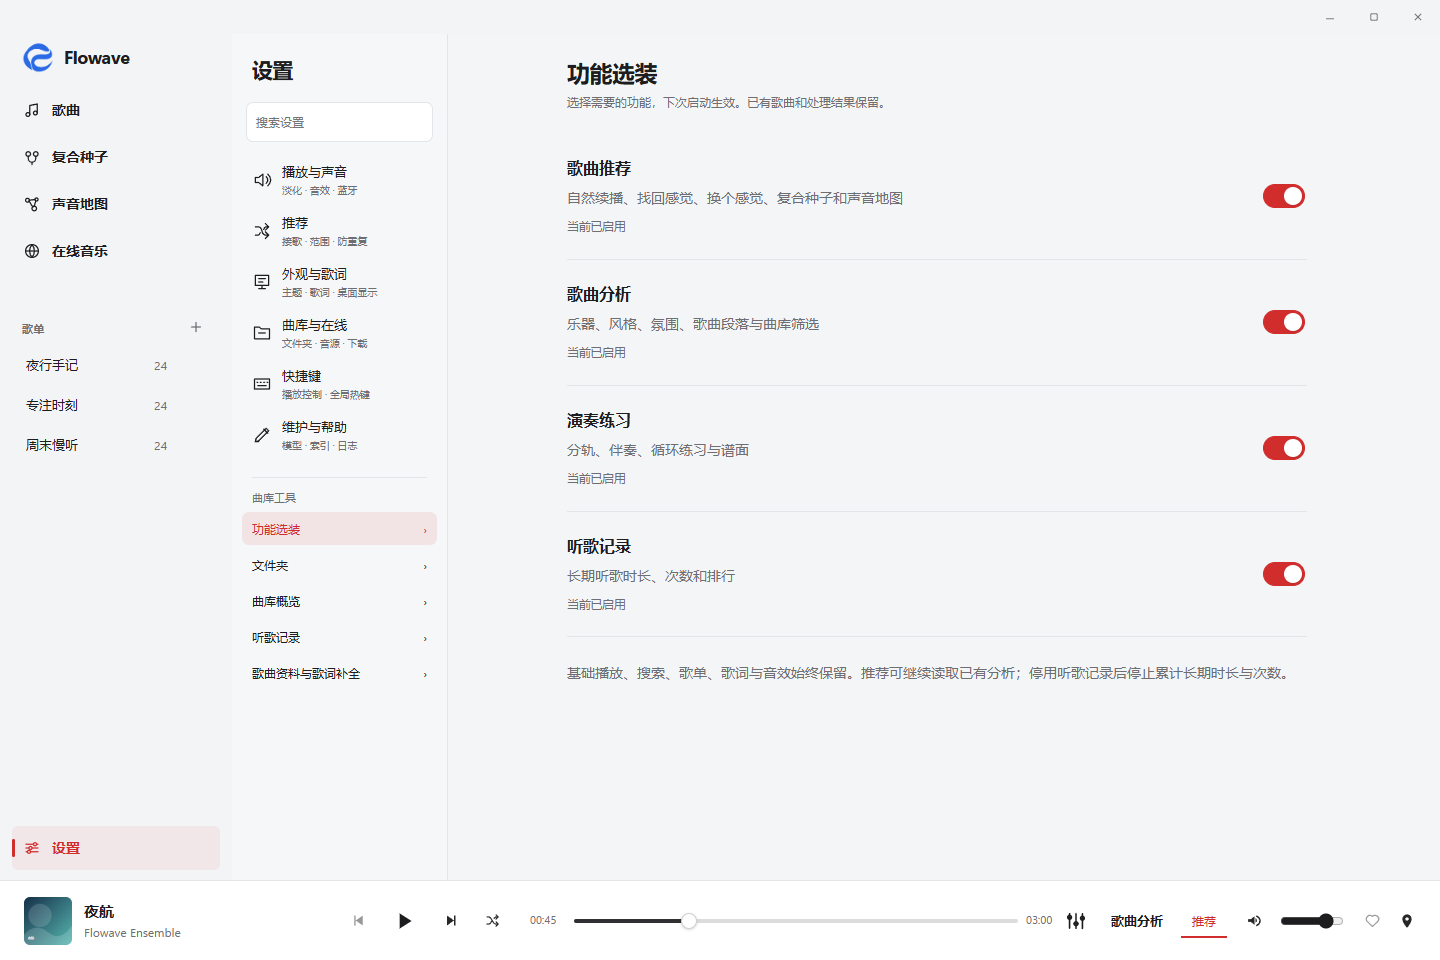 Flowave
歌曲
复合种子
声音地图
在线音乐
歌单
夜行手记 24
专注时刻 24
周末慢听 24
设置
设置
搜索设置
播放与声音
淡化 · 音效 · 蓝牙
推荐
接歌 · 范围 · 防重复
外观与歌词
主题 · 歌词 · 桌面显示
曲库与在线
文件夹 · 音源 · 下载
快捷键
播放控制 · 全局热键
维护与帮助
模型 · 索引 · 日志
曲库工具
功能选装 ›
文件夹 ›
曲库概览 ›
听歌记录 ›
歌曲资料与歌词补全 ›
功能选装
选择需要的功能，下次启动生效。已有歌曲和处理结果保留。
歌曲推荐
自然续播、找回感觉、换个感觉、复合种子和声音地图
当前已启用
歌曲分析
乐器、风格、氛围、歌曲段落与曲库筛选
当前已启用
演奏练习
分轨、伴奏、循环练习与谱面
当前已启用
听歌记录
长期听歌时长、次数和排行
当前已启用
基础播放、搜索、歌单、歌词与音效始终保留。推荐可继续读取已有分析；停用听歌记录后停止累计长期时长与次数。
夜航
Flowave Ensemble
00:45
03:00
歌曲分析
推荐